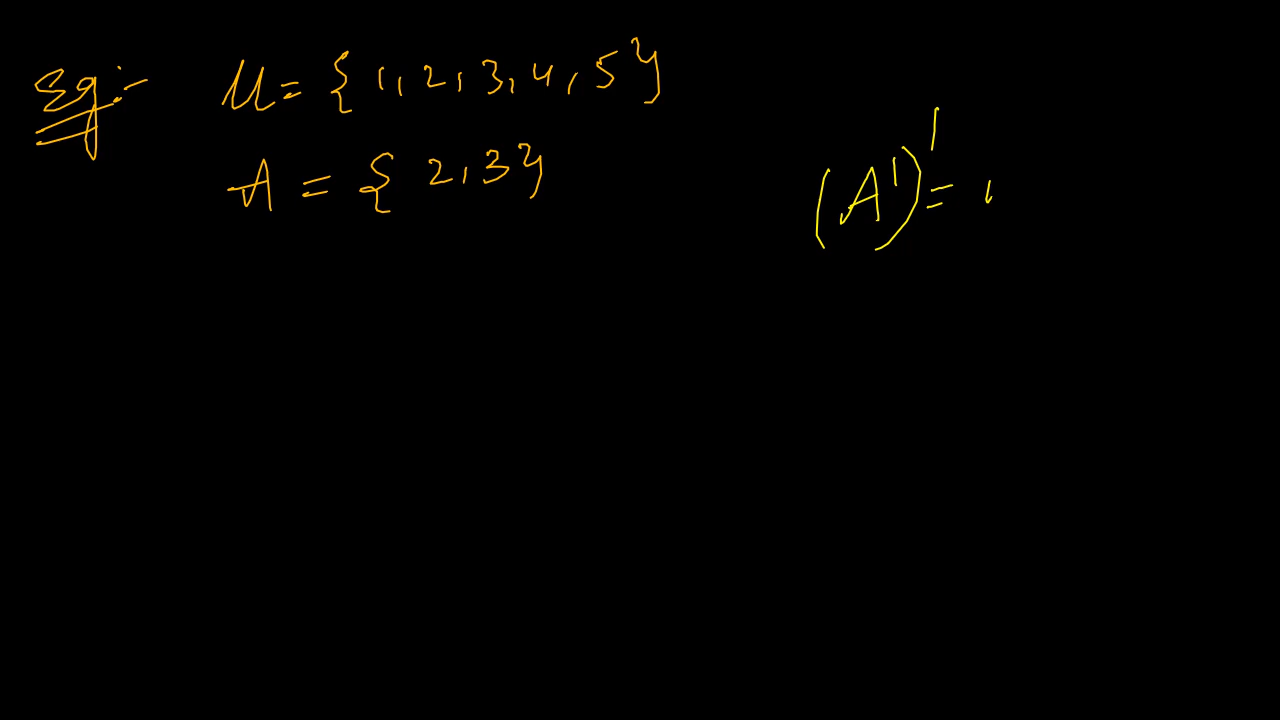 Eg:- U = {1, 2, 3, 4, 5}
A = {2, 3}
(A')' =